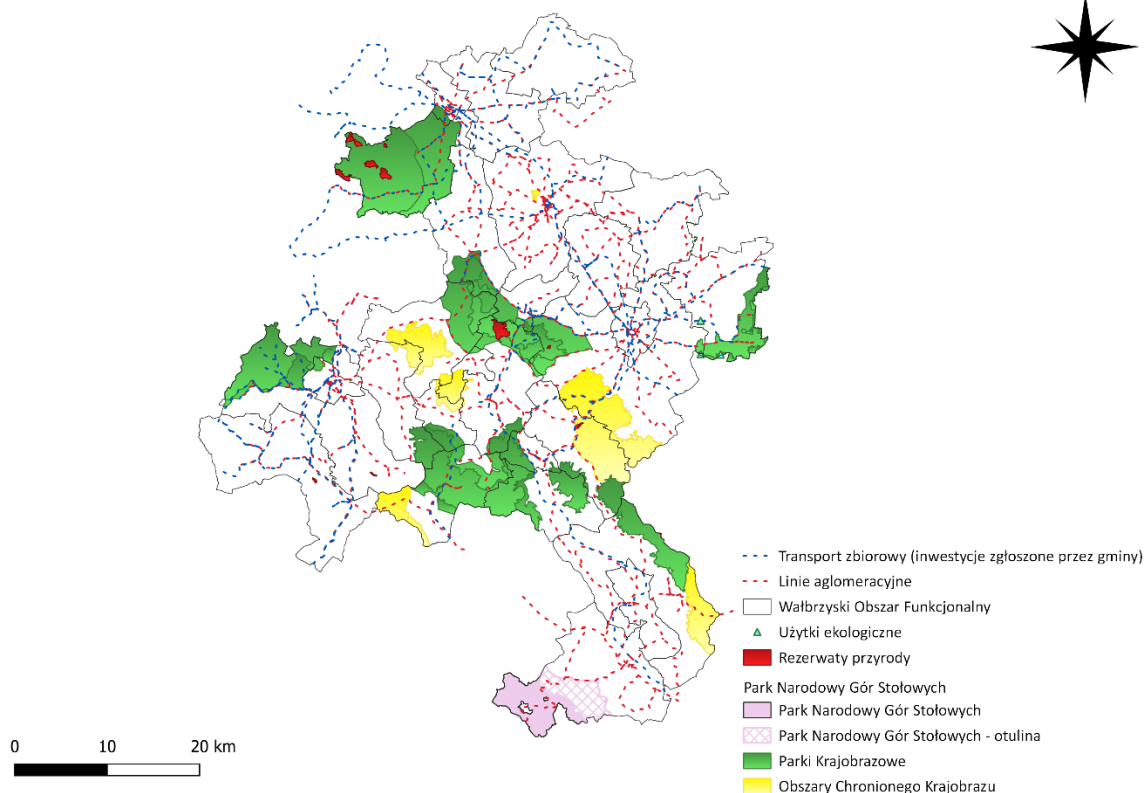 Transport zbiorowy (inwestycje zgłoszone przez gminy)
Linie aglomeracyjne
Wałbrzyski Obszar Funkcjonalny
Użytki ekologiczne
Rezerwaty przyrody
Park Narodowy Gór Stołowych
Park Narodowy Gór Stołowych
Park Narodowy Gór Stołowych - otulina
Parki Krajobrazowe
Obszary Chronionego Krajobrazu
0 10 20 km